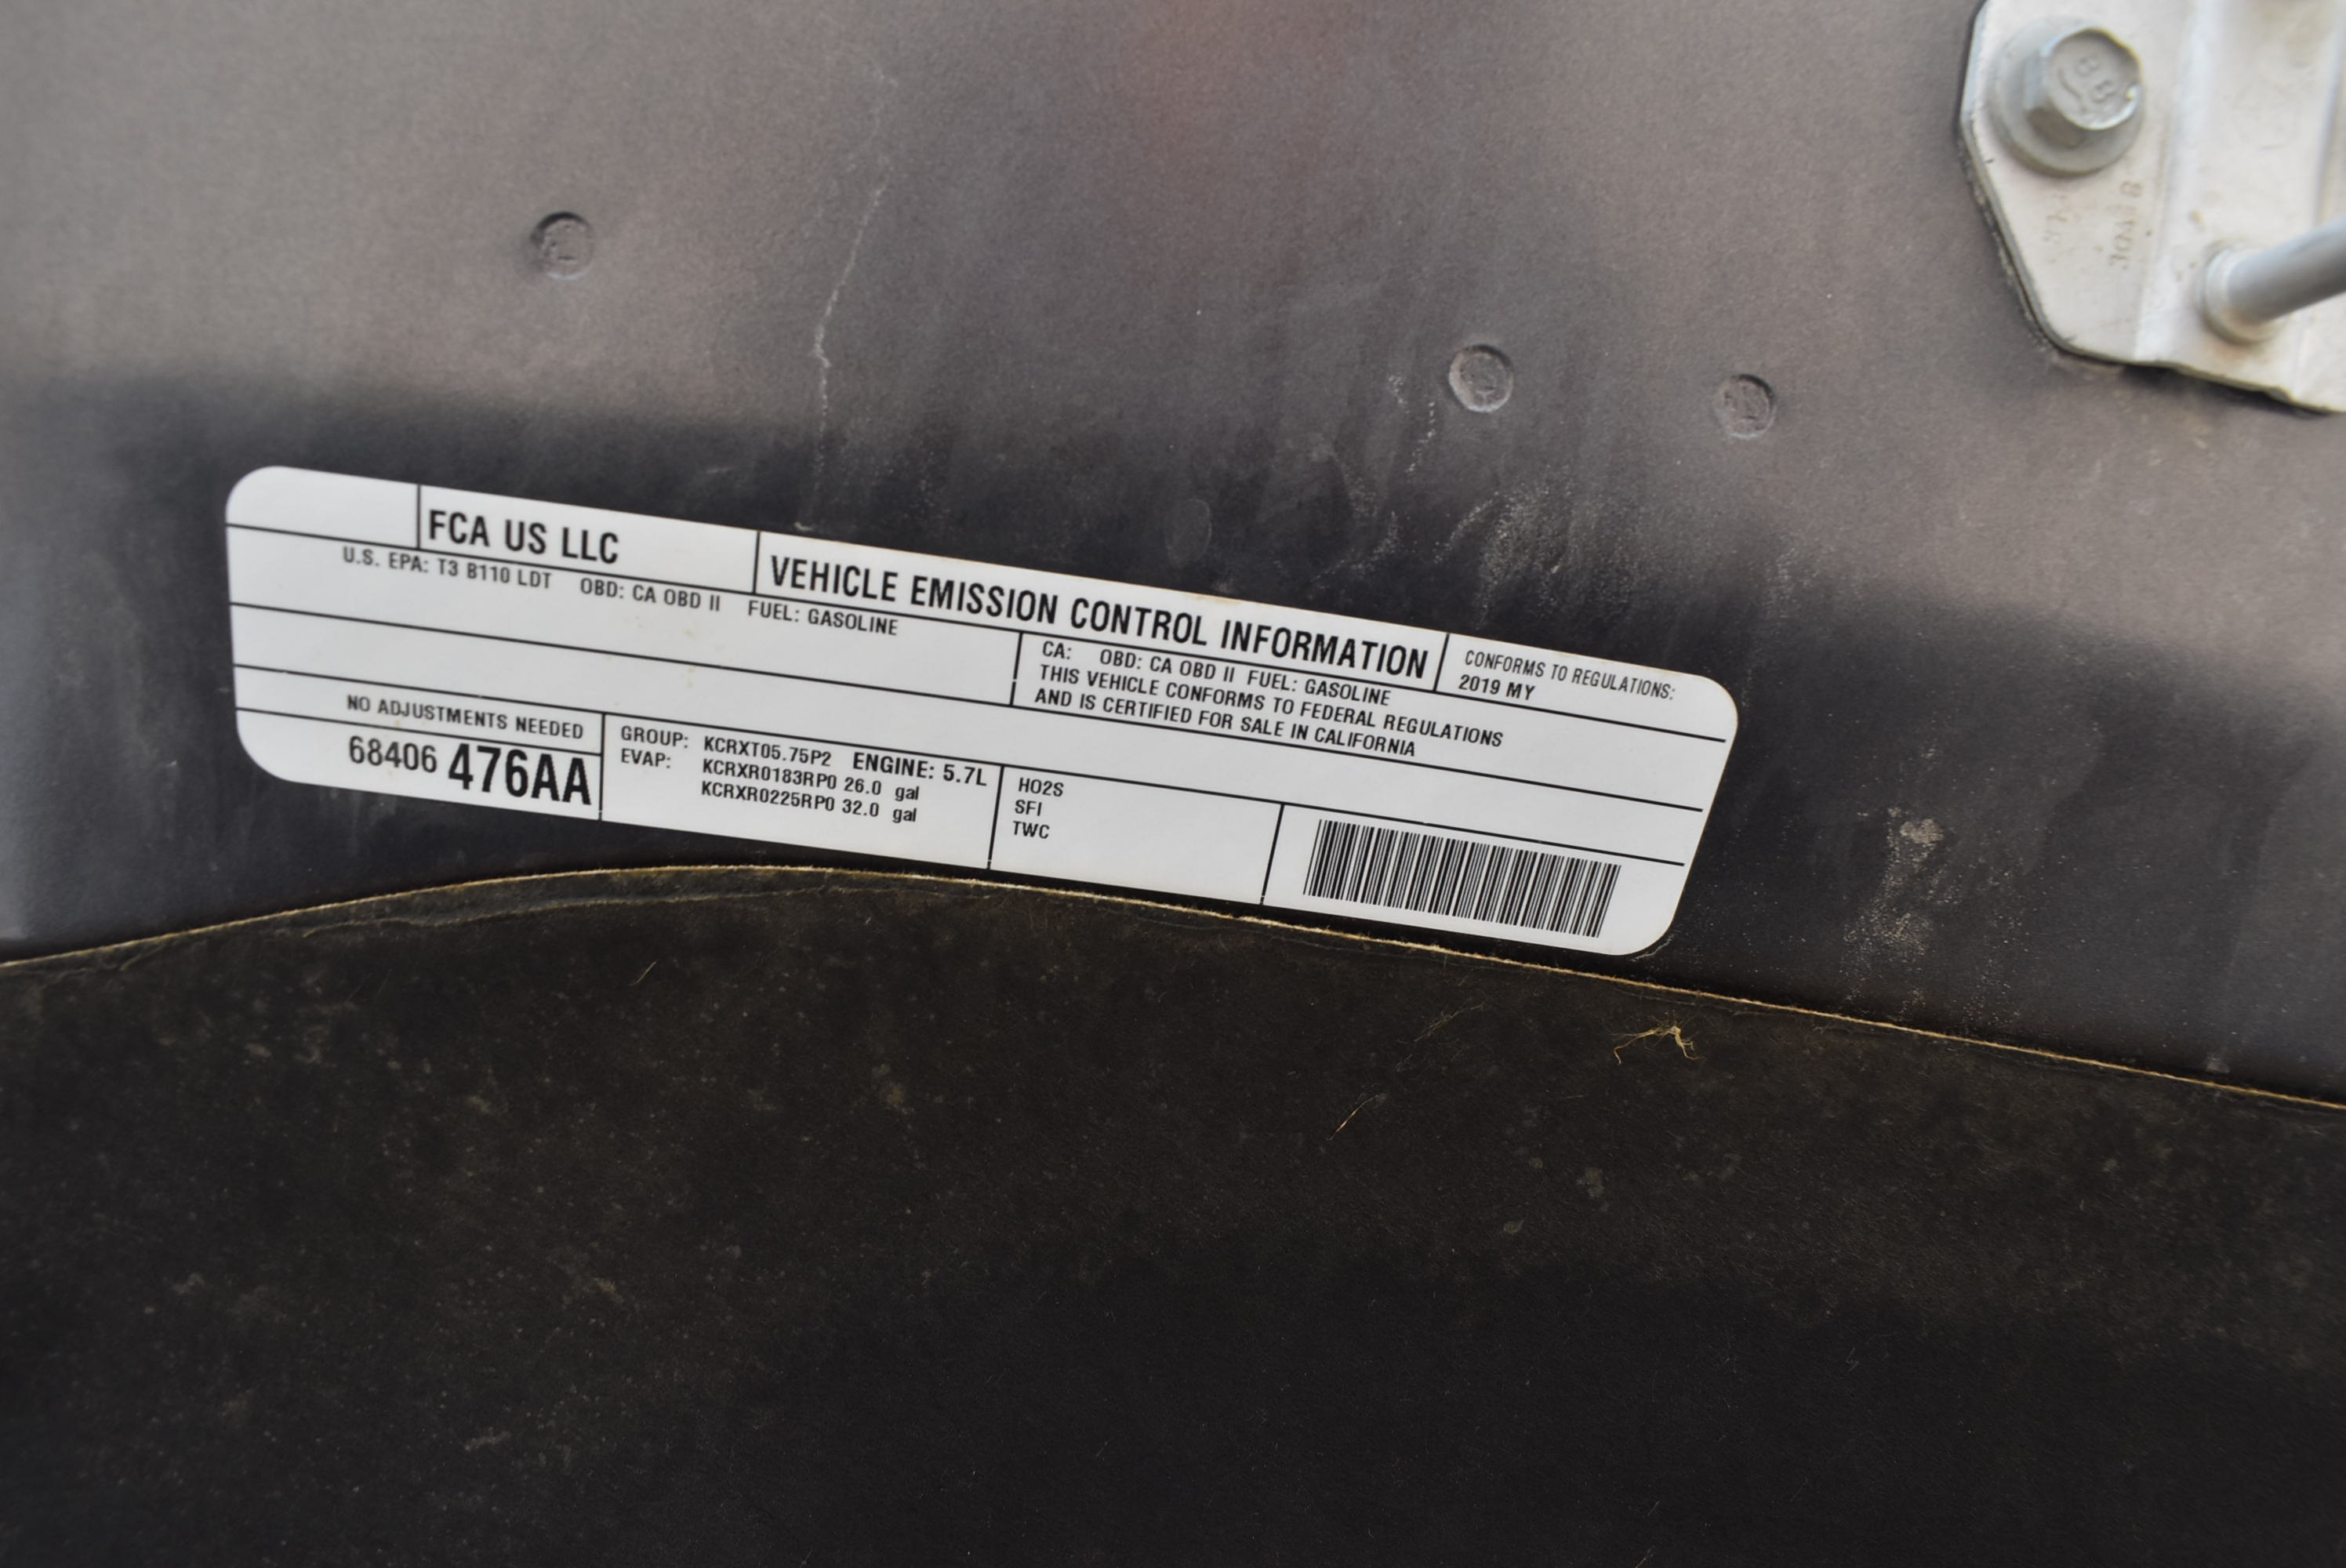 FCA US LLC
VEHICLE EMISSION CONTROL INFORMATION
CONFORMS TO REGULATIONS:
2019 MY
U.S. EPA: T3 B110 LDT OBD: CA OBD II FUEL: GASOLINE
CA: OBD: CA OBD II FUEL: GASOLINE
THIS VEHICLE CONFORMS TO FEDERAL REGULATIONS
AND IS CERTIFIED FOR SALE IN CALIFORNIA
NO ADJUSTMENTS NEEDED
68406 476AA
GROUP: KCRXT05.75P2 ENGINE: 5.7L
EVAP: KCRXR0183RP0 26.0 gal
KCRXR0225RP0 32.0 gal
HO2S
SFI
TWC